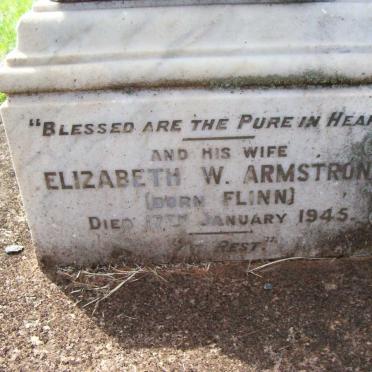 "BLESSED ARE THE PURE IN HEAR
AND HIS WIFE
ELIZABETH W. ARMSTRON
(BORN FLINN)
DIED 17TH JANUARY 1945.
REST."